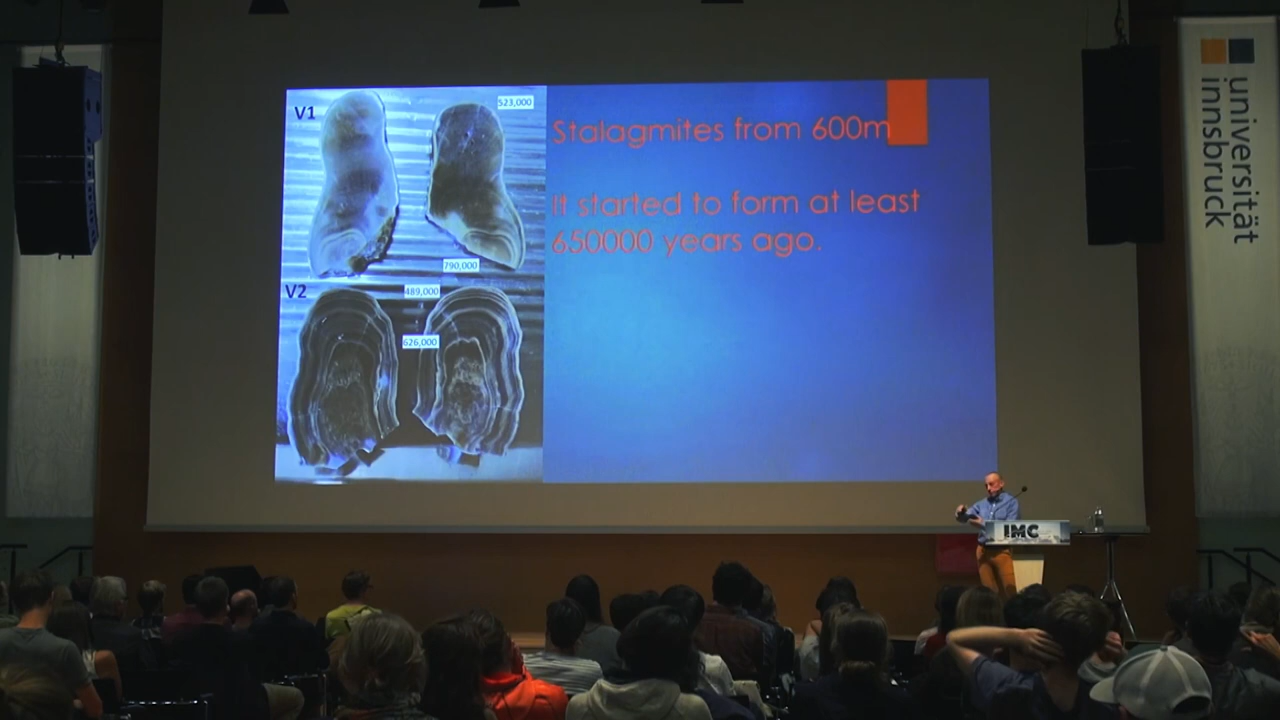 V1
523,000
790,000
V2
489,000
626,000
Stalagmites from 600m
It started to form at least
650000 years ago.
IMC
universität
innsbruck